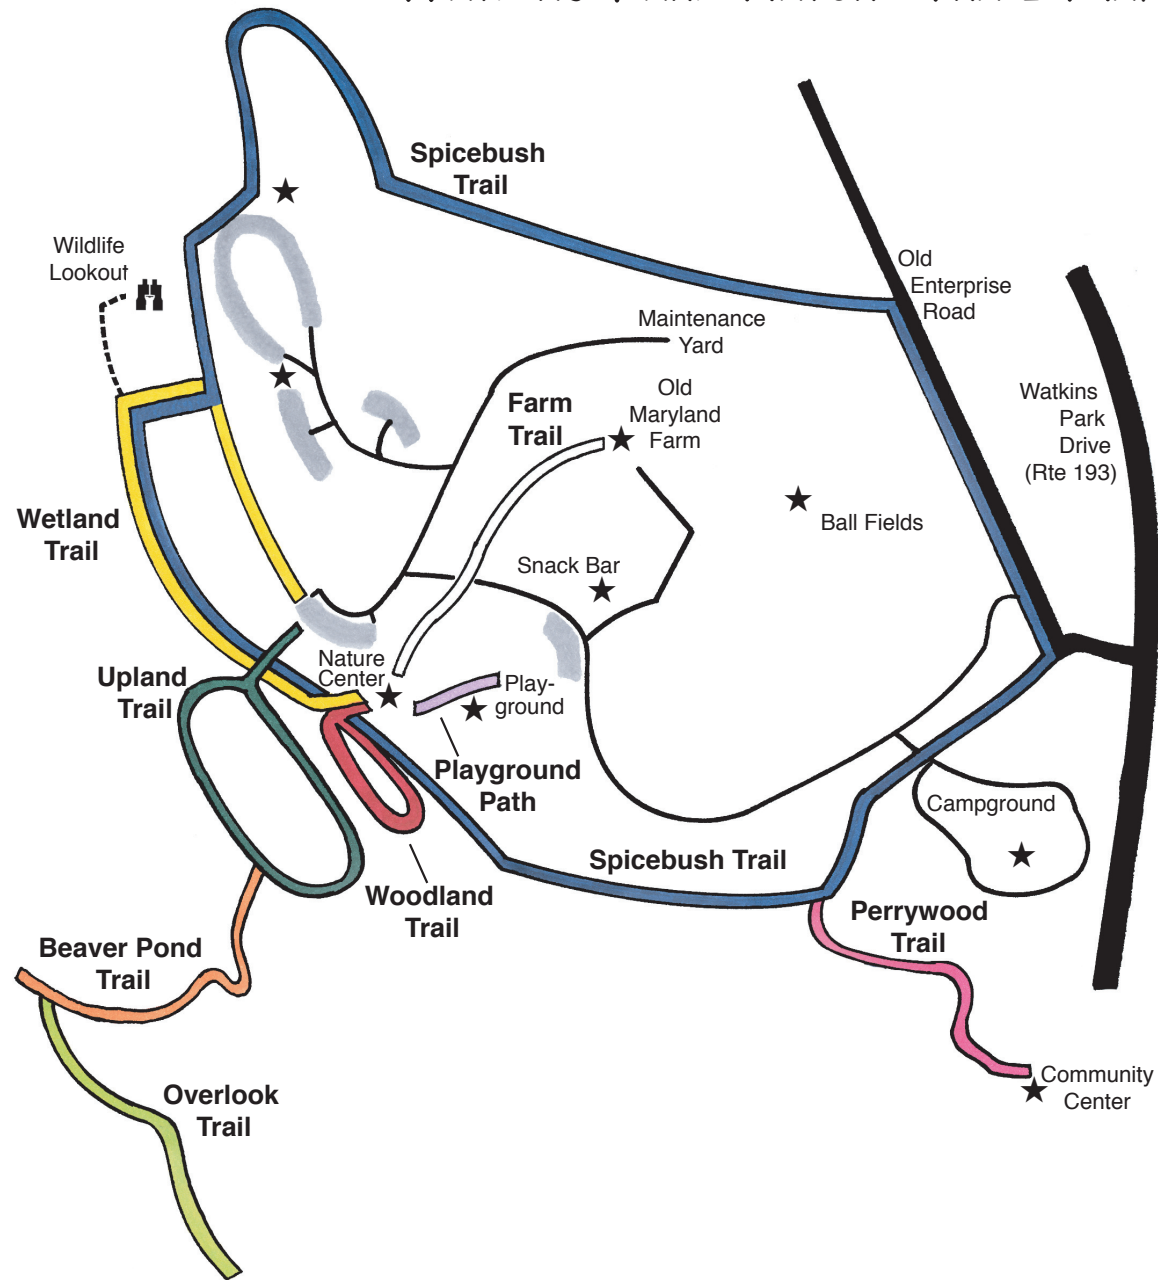 Spicebush
Trail
Wildlife
Lookout
Old
Enterprise
Road
Maintenance
Yard
Watkins
Park
Drive
(Rte 193)
Farm
Trail
Old
Maryland
Farm
Wetland
Trail
Ball Fields
Snack Bar
Nature
Center
Upland
Trail
Play-
ground
Playground
Path
Campground
Spicebush Trail
Woodland
Trail
Perrywood
Trail
Beaver Pond
Trail
Overlook
Trail
Community
Center